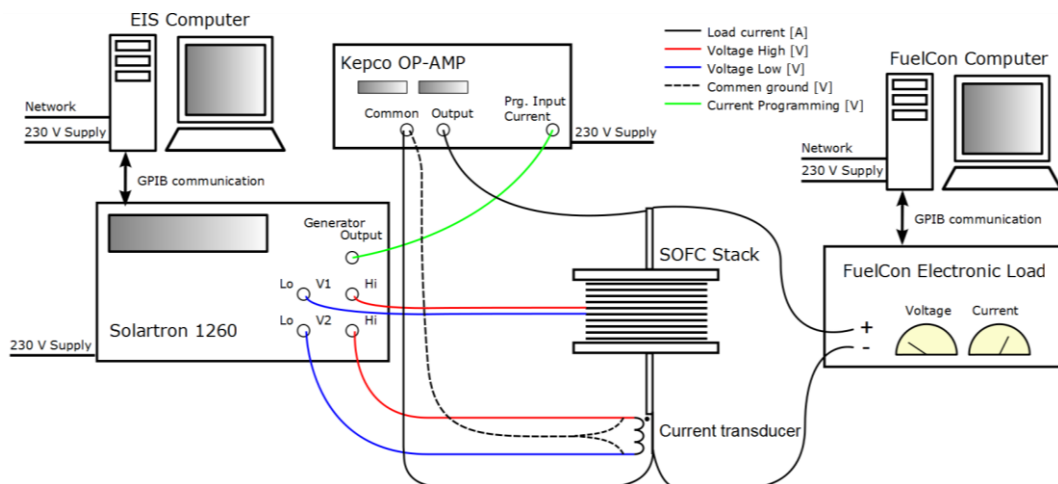 EIS Computer
Network
230 V Supply
GPIB communication
Kepco OP-AMP
Common
Output
Prg. Input
Current
230 V Supply
Load current [A]
Voltage High [V]
Voltage Low [V]
Commen ground [V]
Current Programming [V]
FuelCon Computer
Network
230 V Supply
GPIB communication
Generator
Output
Lo
V1
Hi
Lo
V2
Hi
Solartron 1260
230 V Supply
SOFC Stack
Current transducer
FuelCon Electronic Load
Voltage
Current
+
-